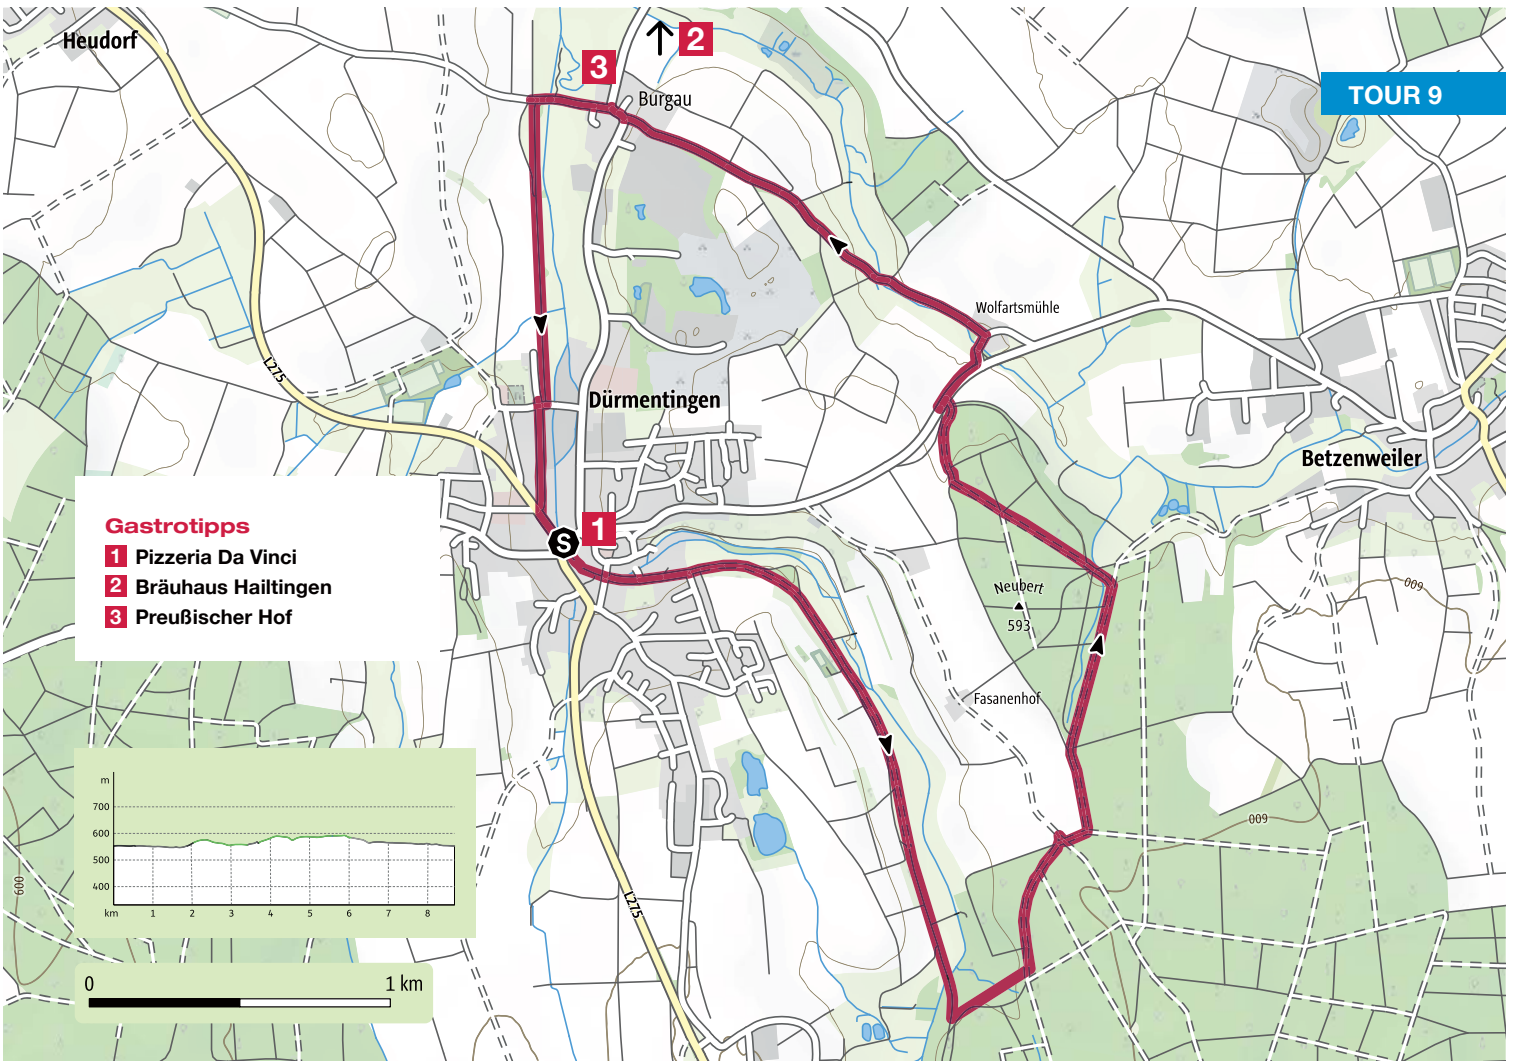 Heudorf
2
3
Burgau
TOUR 9
Wolfartsmühle
L275
Dürmentingen
Betzenweiler
Gastrotipps
1 Pizzeria Da Vinci
2 Bräuhaus Hailtingen
3 Preußischer Hof
S
1
Neubert
593
600
Fasanenhof
600
600
L275
m
700
600
500
400
km 1 2 3 4 5 6 7 8
0 1 km